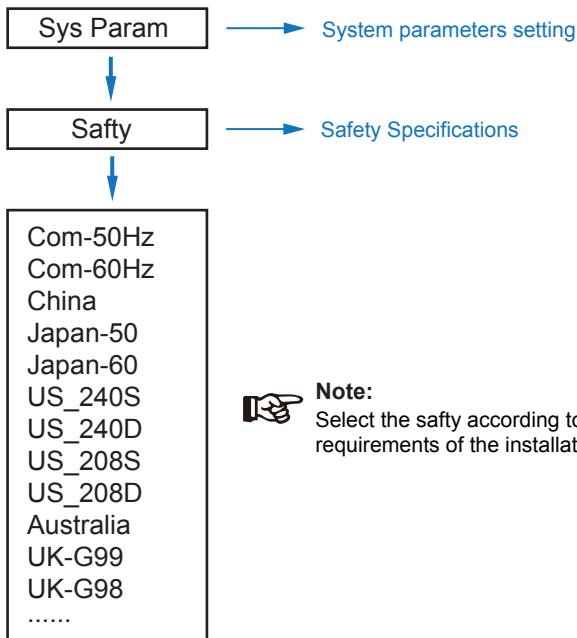 Sys Param
System parameters setting
Safty
Safety Specifications
Com-50Hz
Com-60Hz
China
Japan-50
Japan-60
US_240S
US_240D
US_208S
US_208D
Australia
UK-G99
UK-G98
......
Note:
Select the safty according to
requirements of the